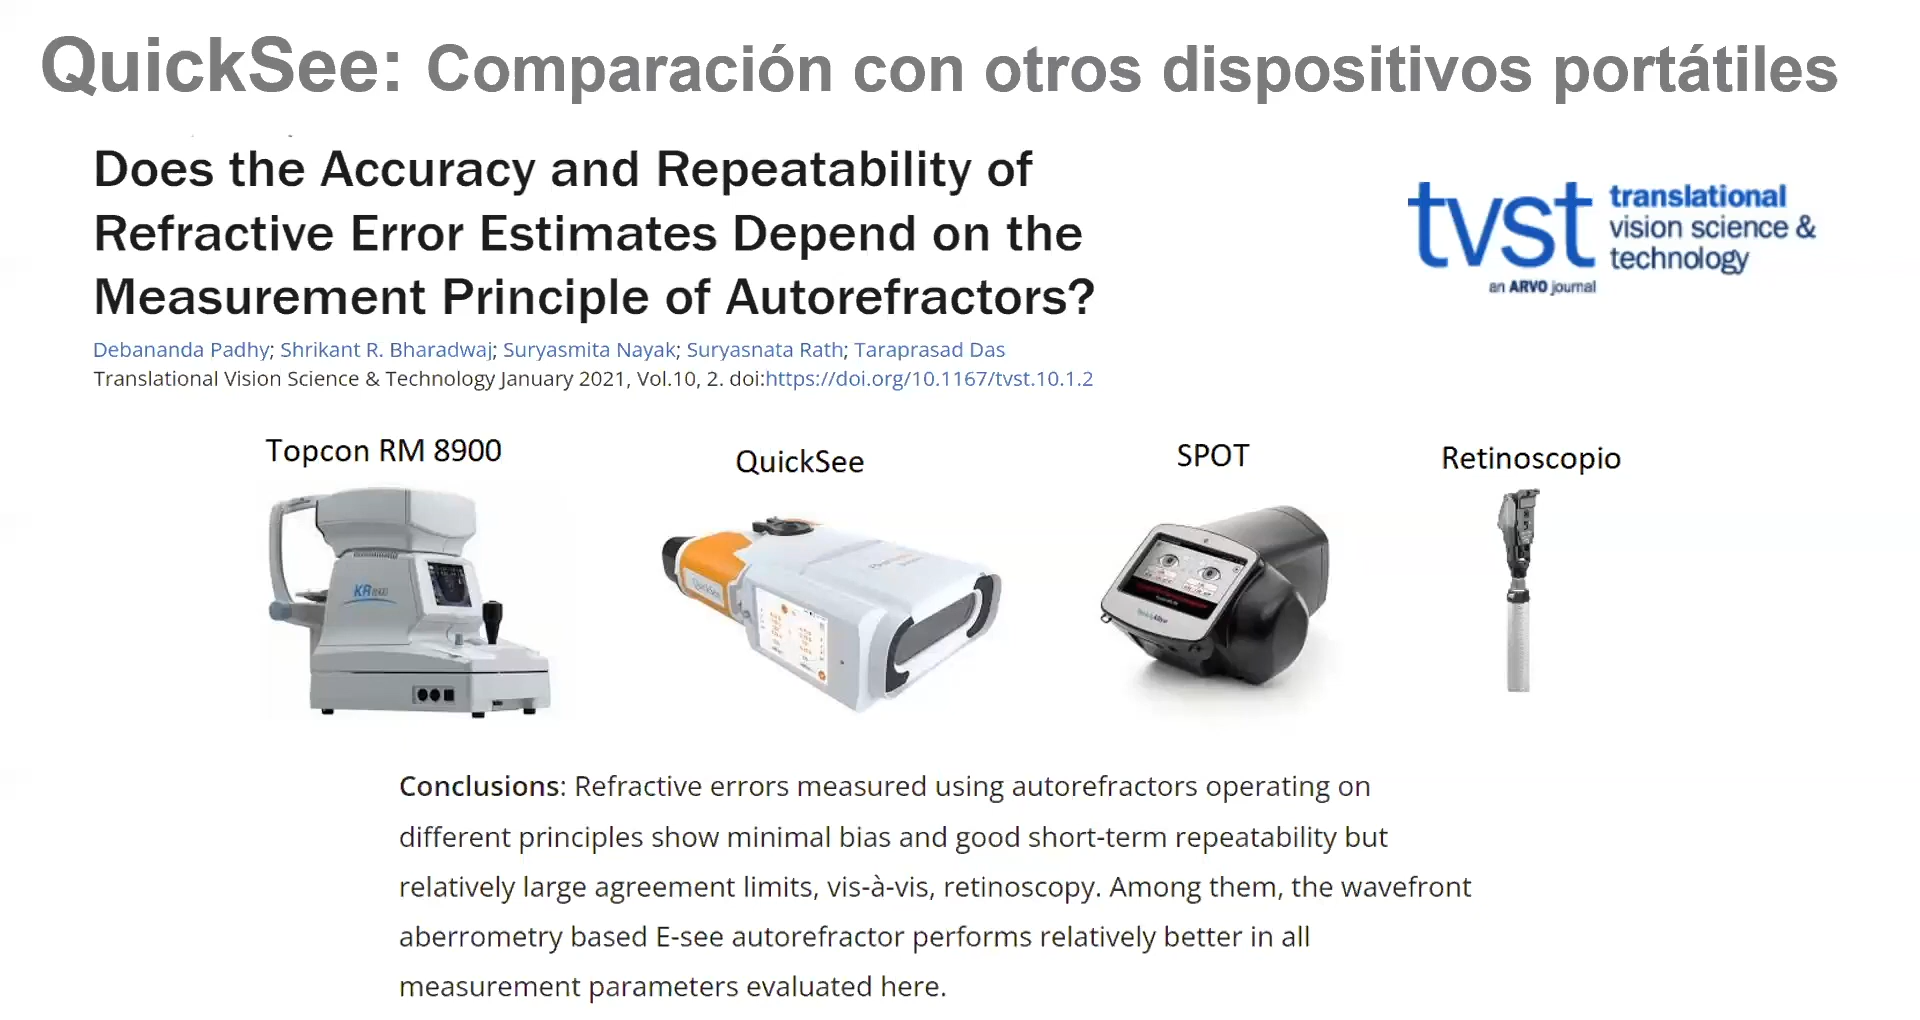 QuickSee: Comparación con otros dispositivos portátiles
Does the Accuracy and Repeatability of
Refractive Error Estimates Depend on the
Measurement Principle of Autorefractors?
Debananda Padhy; Shrikant R. Bharadwaj; Suryasmita Nayak; Suryasnata Rath; Taraprasad Das
Translational Vision Science & Technology January 2021, Vol.10, 2. doi:https://doi.org/10.1167/tvst.10.1.2
tvst translational
vision science &
technology
an ARVO journal
Topcon RM 8900
QuickSee
SPOT
Retinoscopio
KR
QuickSee
WelchAllyn
Conclusions: Refractive errors measured using autorefractors operating on
different principles show minimal bias and good short-term repeatability but
relatively large agreement limits, vis-à-vis, retinoscopy. Among them, the wavefront
aberrometry based E-see autorefractor performs relatively better in all
measurement parameters evaluated here.